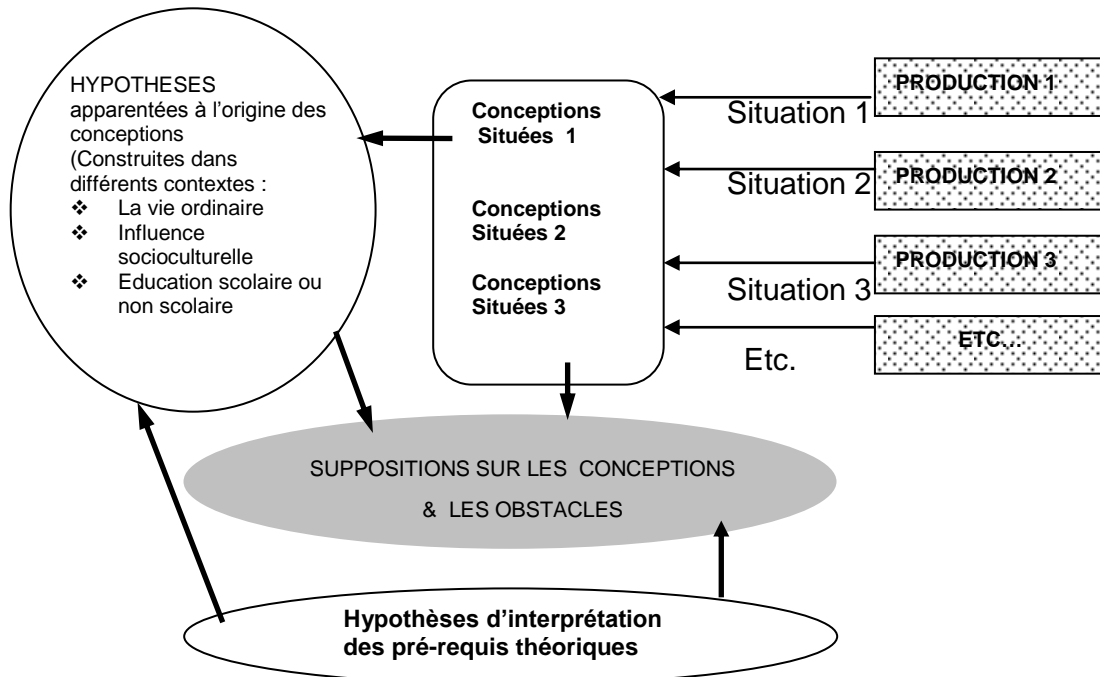 HYPOTHESES
apparentées à l’origine des
conceptions
(Construites dans
différents contextes :
❖ La vie ordinaire
❖ Influence
socioculturelle
❖ Education scolaire ou
non scolaire
Conceptions
Situées 1
Conceptions
Situées 2
Conceptions
Situées 3
Situation 1
Situation 2
Situation 3
Etc.
PRODUCTION 1
PRODUCTION 2
PRODUCTION 3
ETC…
SUPPOSITIONS SUR LES CONCEPTIONS
& LES OBSTACLES
Hypothèses d’interprétation
des pré-requis théoriques